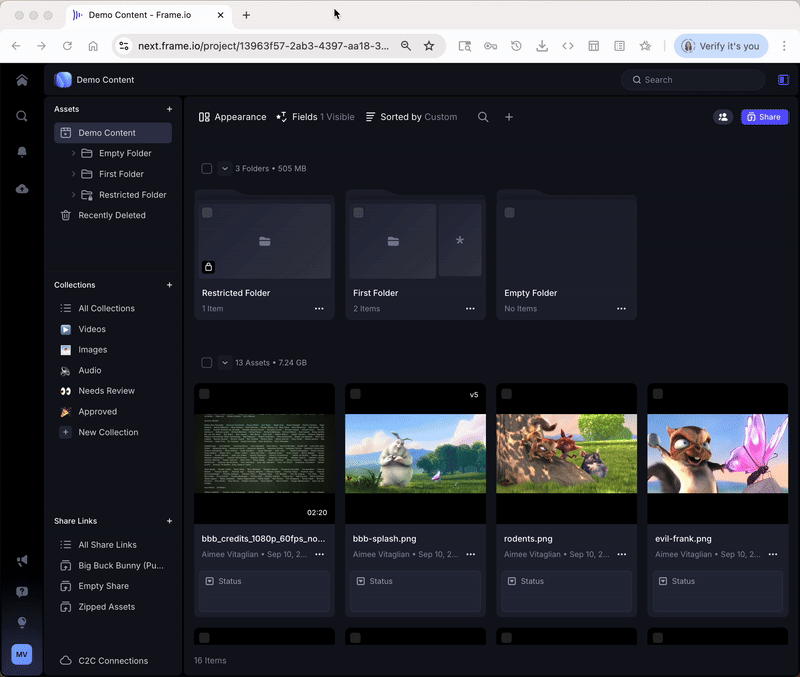 Demo Content - Frame.io
next.frame.io/project/13963f57-2ab3-4397-aa18-3...
Verify it's you
Demo Content
Search
Assets
Demo Content
Empty Folder
First Folder
Restricted Folder
Recently Deleted
Collections
All Collections
Videos
Images
Audio
Needs Review
Approved
New Collection
Share Links
All Share Links
Big Buck Bunny (Pu...
Empty Share
Zipped Assets
C2C Connections
MV
Appearance
Fields 1 Visible
Sorted by Custom
Share
3 Folders • 505 MB
Restricted Folder
1 Item
First Folder
2 Items
Empty Folder
No Items
13 Assets • 7.24 GB
02:20
bbb_credits_1080p_60fps_no...
Aimee Vitaglian • Sep 10, 2...
Status
v5
bbb-splash.png
Aimee Vitaglian • Sep 10, 2...
Status
rodents.png
Aimee Vitaglian • Sep 10, 2...
Status
evil-frank.png
Aimee Vitaglian • Sep 10, 2...
Status
16 Items